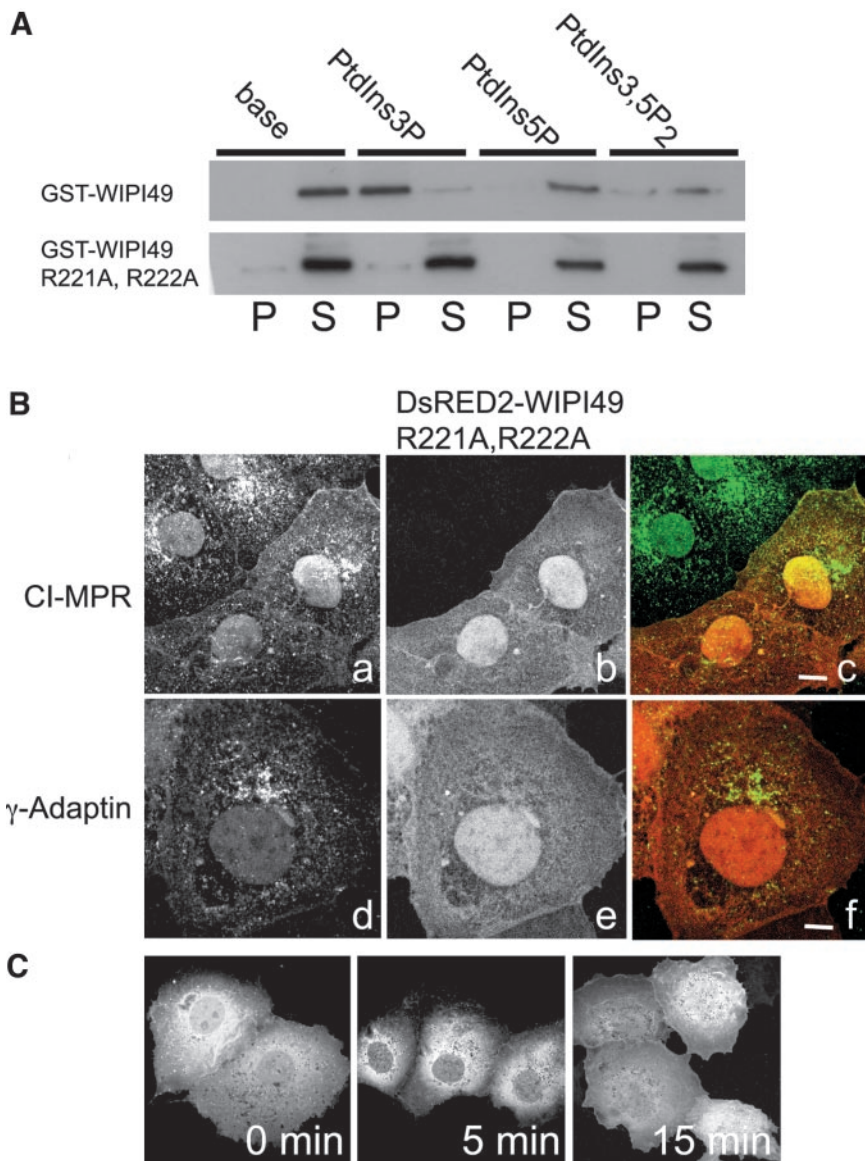 A
base PtdIns3P PtdIns5P PtdIns3,5P2
GST-WIPI49
GST-WIPI49
R221A, R222A
P S P S P S P S
B
DsRED2-WIPI49
R221A,R222A
CI-MPR
a b c
γ-Adaptin
d e f
C
0 min 5 min 15 min